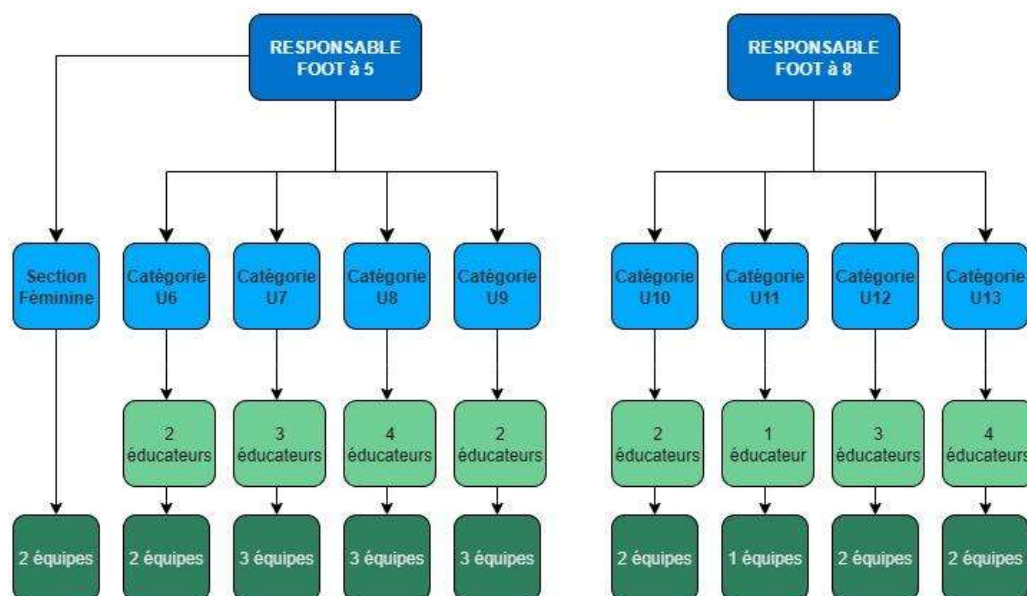 RESPONSABLE
FOOT à 5
RESPONSABLE
FOOT à 8
Section
Féminine
Catégorie
U6
Catégorie
U7
Catégorie
U8
Catégorie
U9
Catégorie
U10
Catégorie
U11
Catégorie
U12
Catégorie
U13
2
éducateurs
3
éducateurs
4
éducateurs
2
éducateurs
2
éducateurs
1
éducateur
3
éducateurs
4
éducateurs
2 équipes
2 équipes
3 équipes
3 équipes
3 équipes
2 équipes
1 équipes
2 équipes
2 équipes